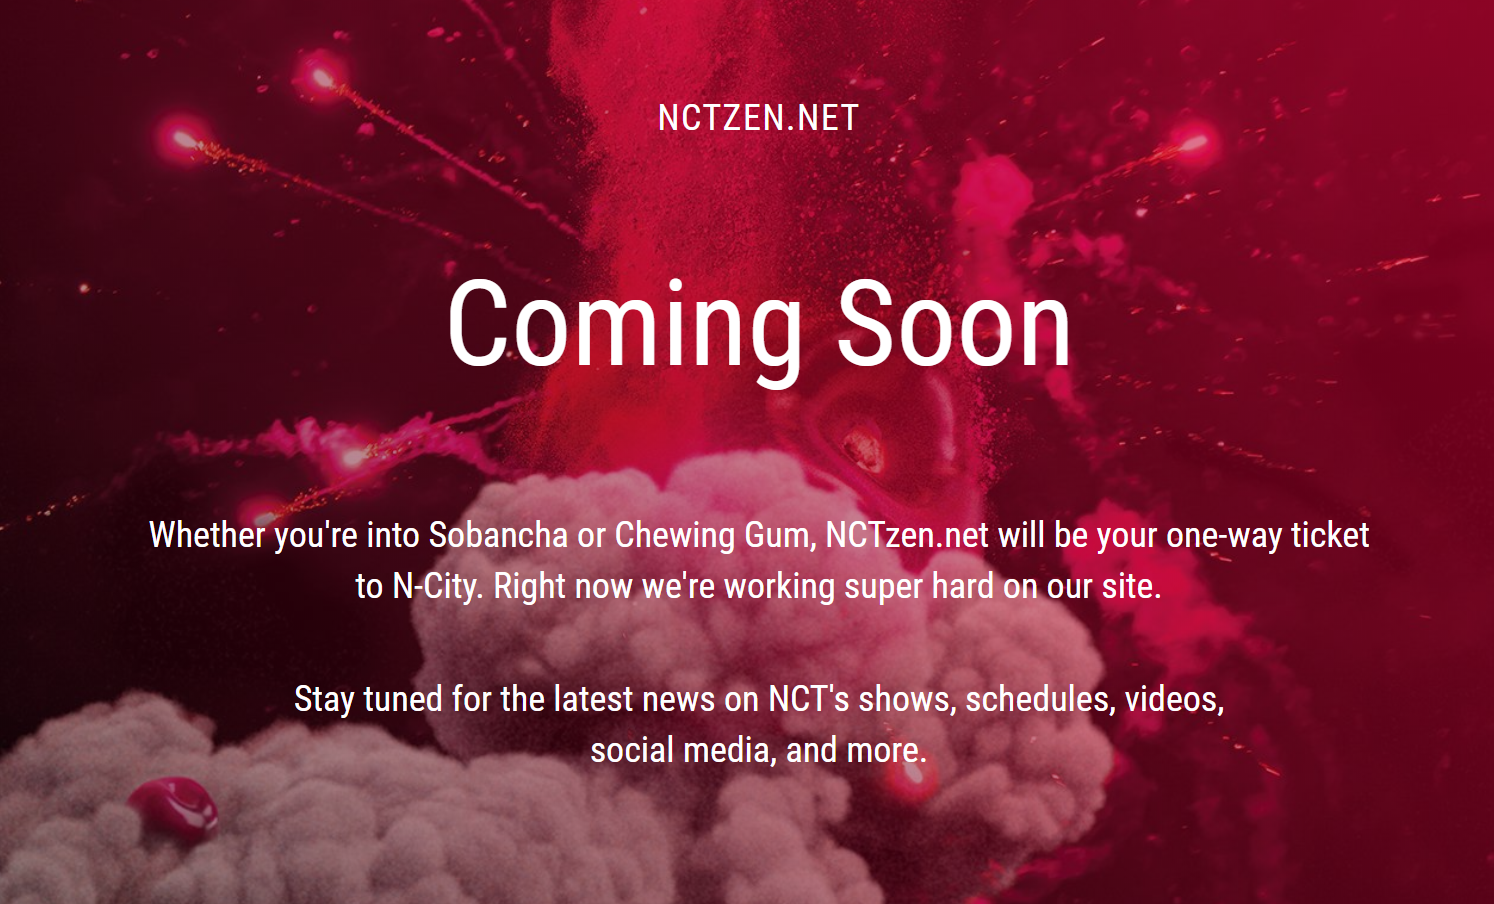 NCTZEN.NET
Coming Soon
Whether you're into Sobancha or Chewing Gum, NCTzen.net will be your one-way ticket
to N-City. Right now we're working super hard on our site.
Stay tuned for the latest news on NCT's shows, schedules, videos,
social media, and more.